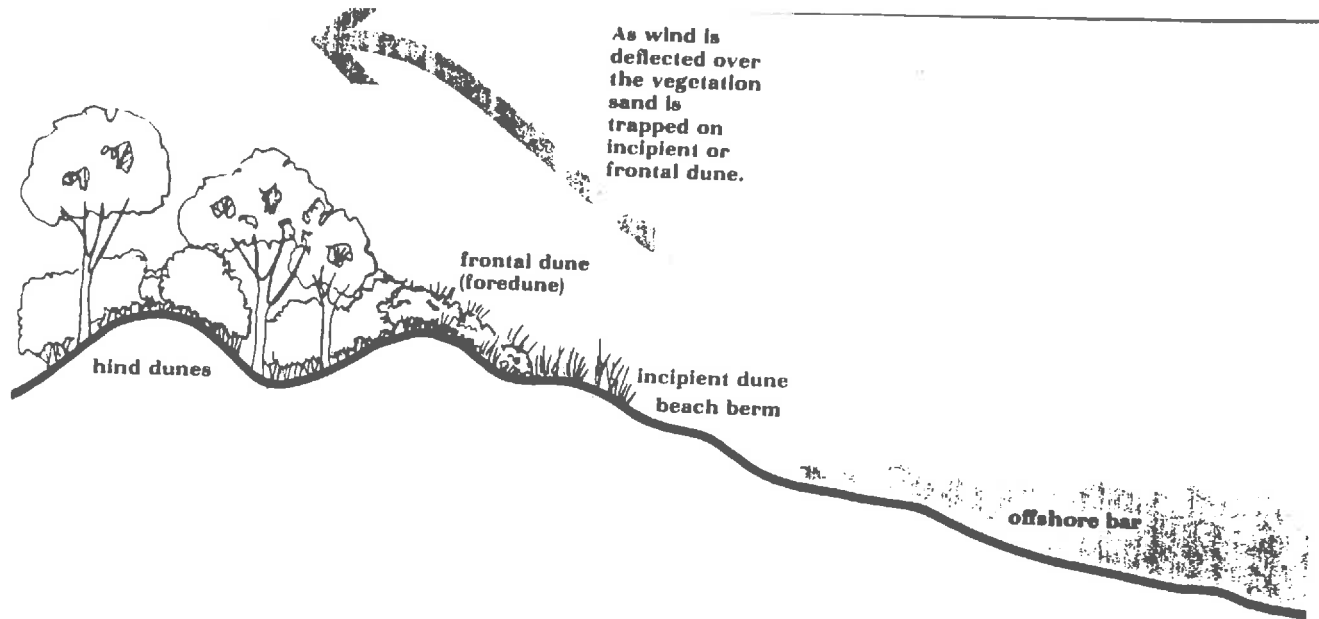 As wind is
deflected over
the vegetation
sand is
trapped on
incipient or
frontal dune.
frontal dune
(foredune)
hind dunes
incipient dune
beach berm
offshore bar